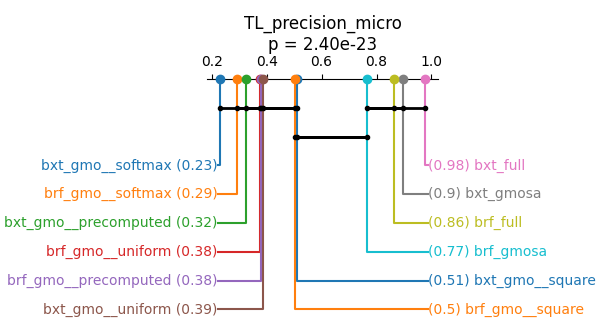 TL_precision_micro
p = 2.40e-23
0.2 0.4 0.6 0.8 1.0
bxt_gmo__softmax (0.23) (0.98) bxt_full
brf_gmo__softmax (0.29) (0.9) bxt_gmosa
bxt_gmo__precomputed (0.32) (0.86) brf_full
brf_gmo__uniform (0.38) (0.77) brf_gmosa
brf_gmo__precomputed (0.38) (0.51) bxt_gmo__square
bxt_gmo__uniform (0.39) (0.5) brf_gmo__square